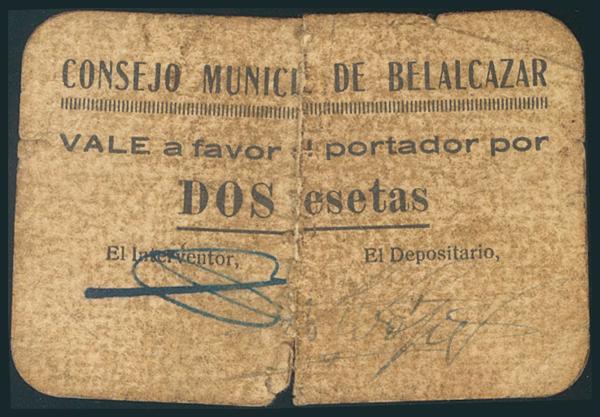 CONSEJO MUNICI DE BELALCAZAR
VALE a favor portador por
DOS esetas
El Interventor,
El Depositario,